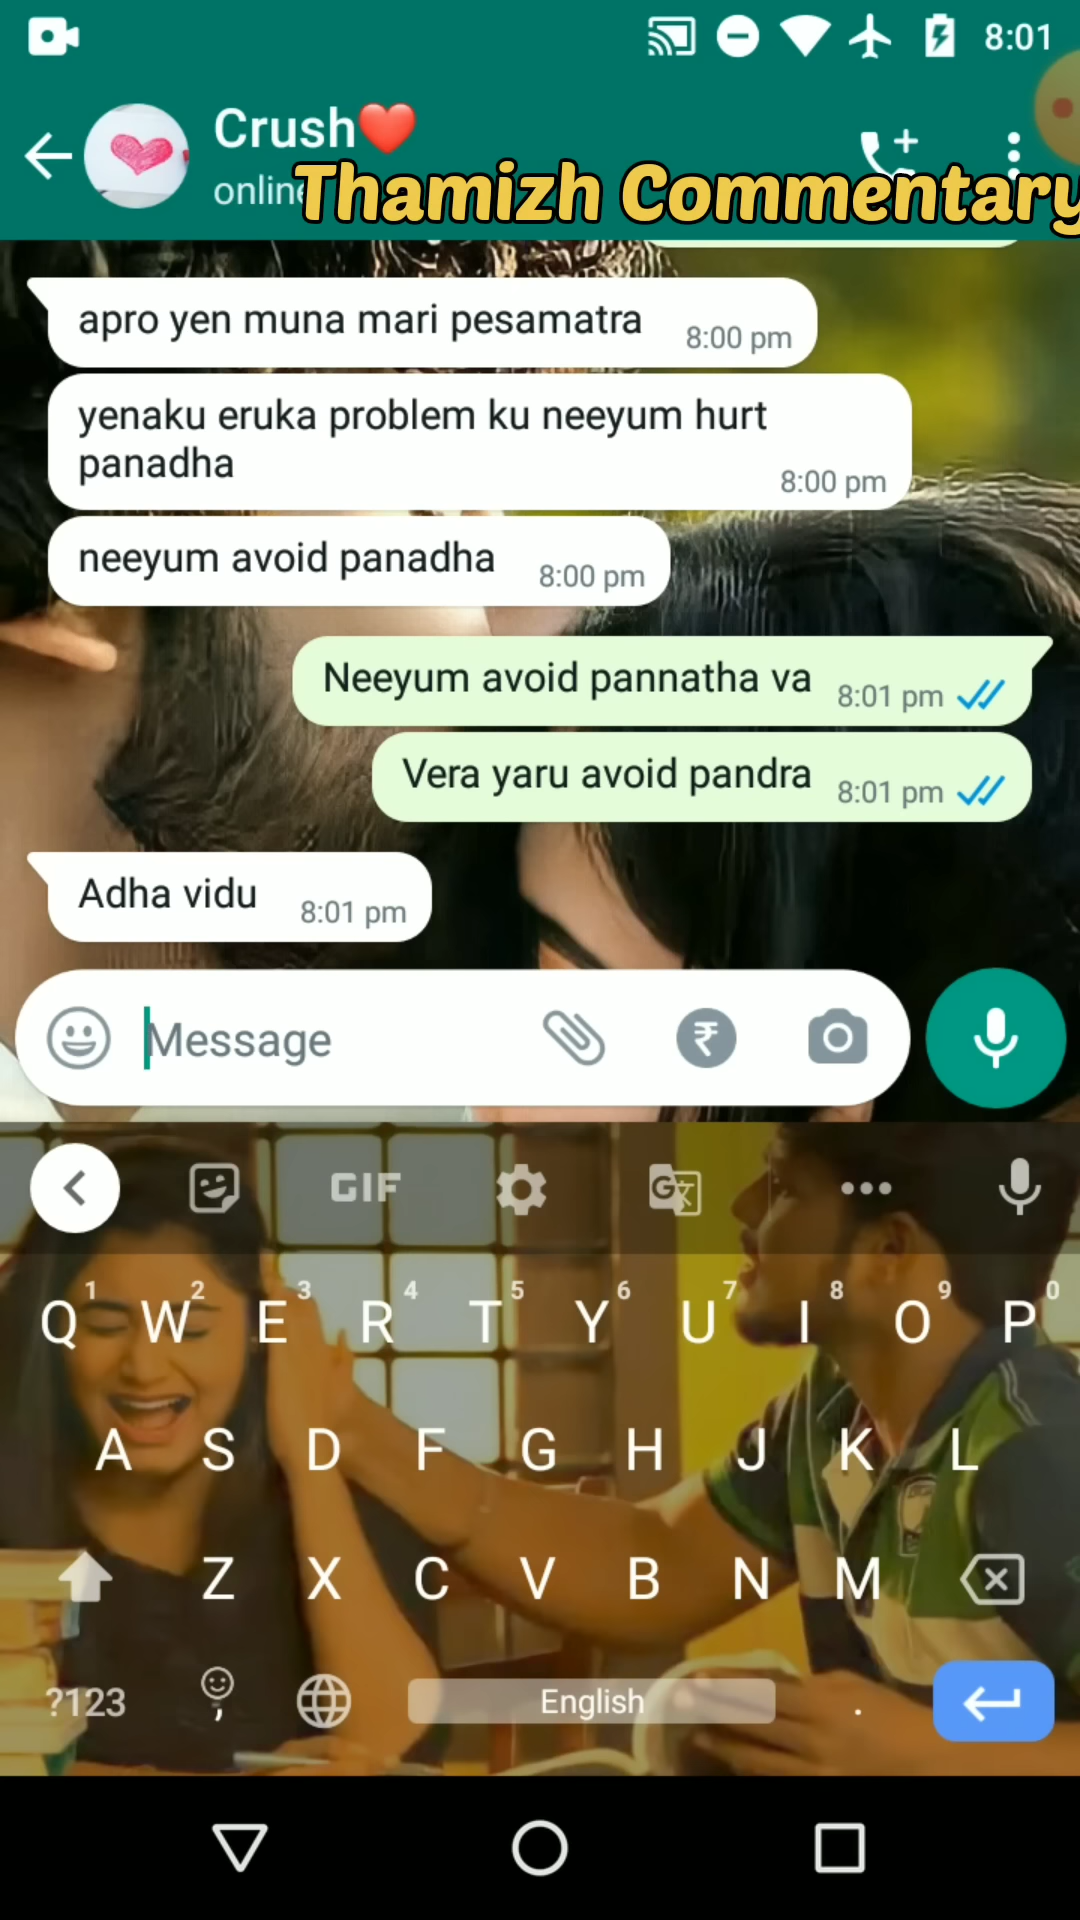 8:01
Crush❤️
online
Thamizh Commentary
apro yen muna mari pesamatra 8:00 pm
yenaku eruka problem ku neeyum hurt
panadha 8:00 pm
neeyum avoid panadha 8:00 pm
Neeyum avoid pannatha va 8:01 pm
Vera yaru avoid pandra 8:01 pm
Adha vidu 8:01 pm
Message
GIF
1 2 3 4 5 6 7 8 9 0
Q W E R T Y U I O P
A S D F G H J K L
Z X C V B N M
?123 , English .